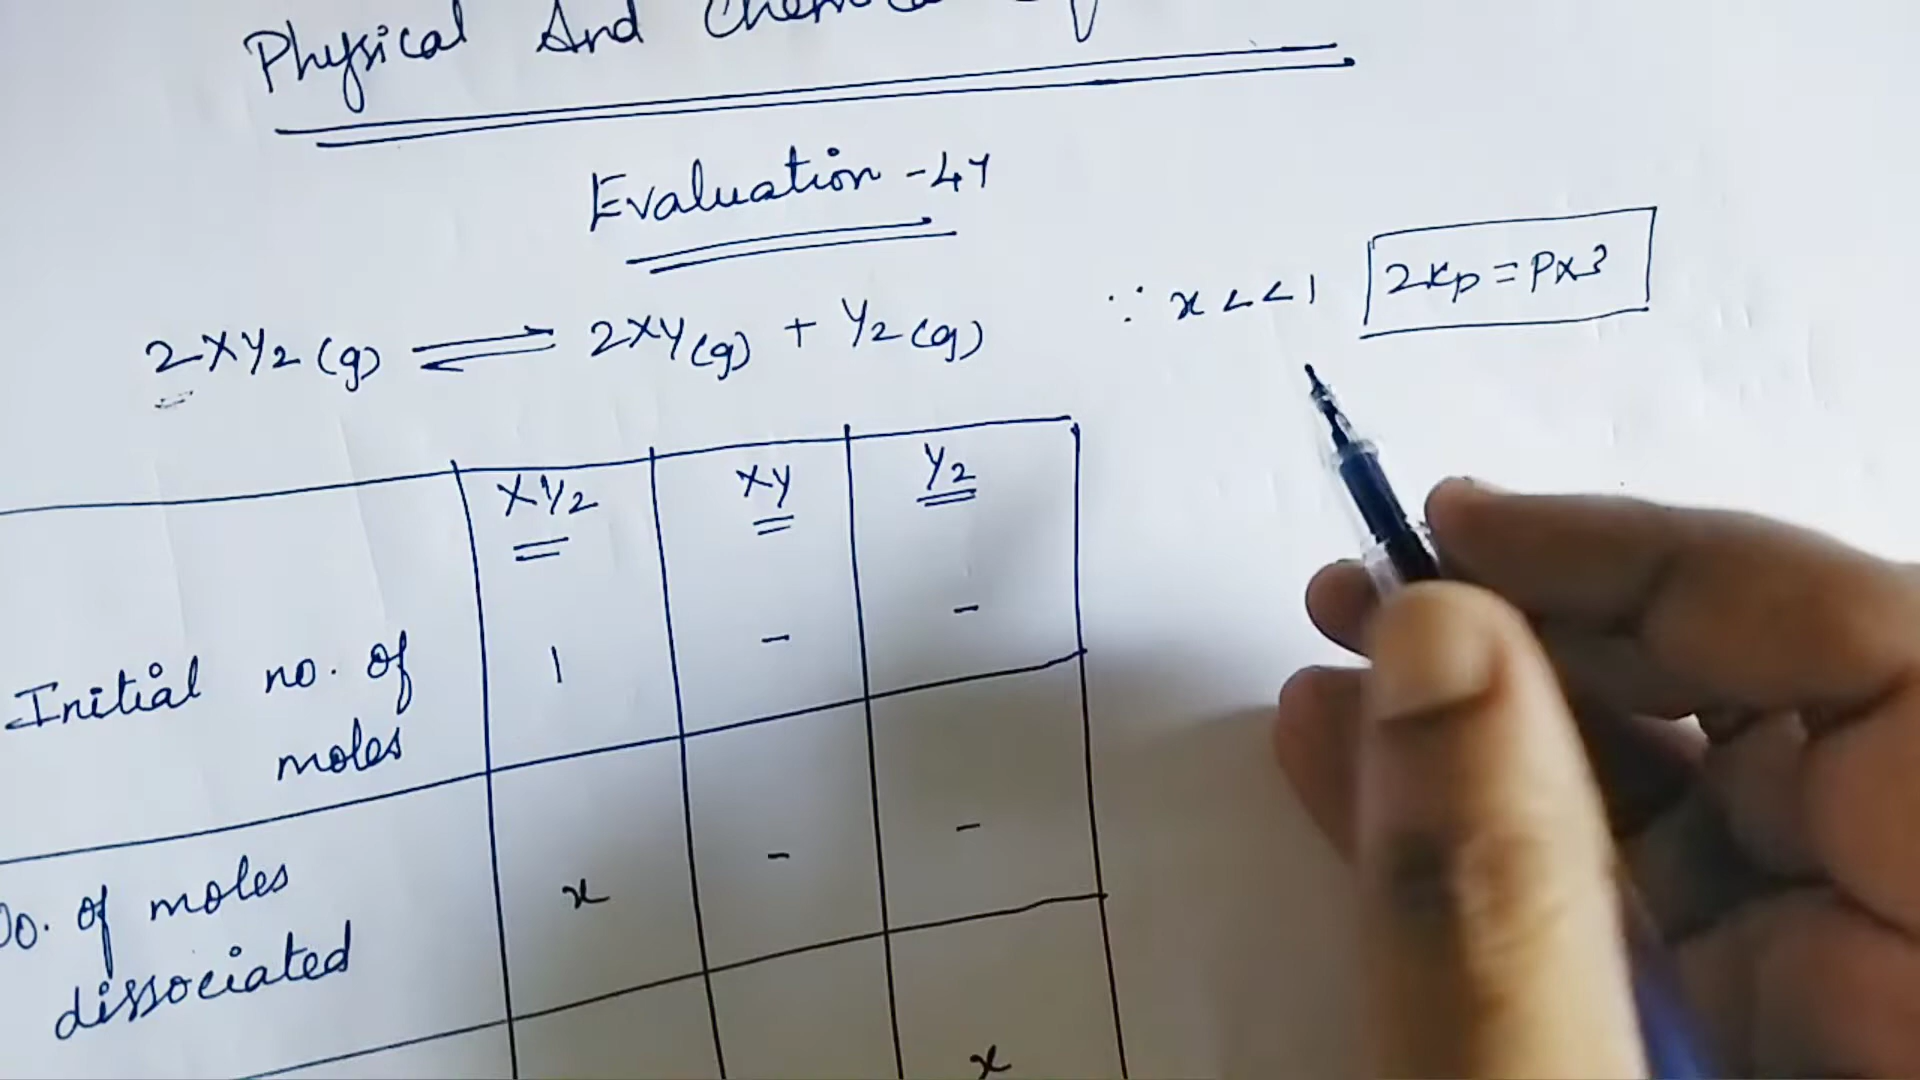 Physical And
Evaluation -
2XY2 (g) ⇌ 2XY(g) + Y2 (g)
∵ x << 1 2Kp = Px3
XY2 XY Y2
Initial no. of moles 1 - -
No. of moles dissociated x - -
x